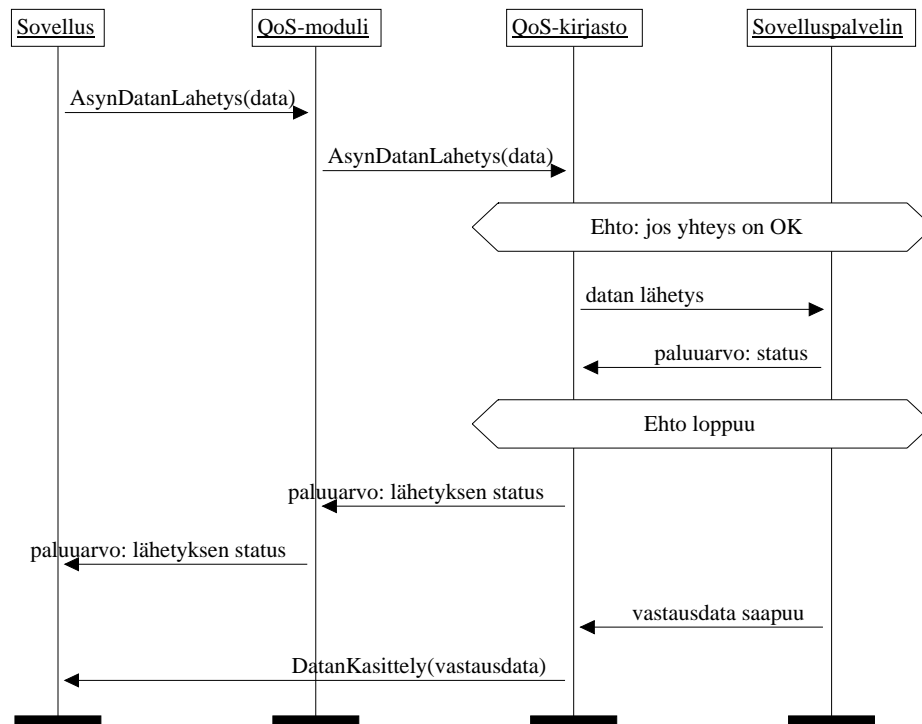 Sovellus
QoS-moduli
QoS-kirjasto
Sovelluspalvelin
AsynDatanLahetys(data)
AsynDatanLahetys(data)
Ehto: jos yhteys on OK
datan lähetys
paluuarvo: status
Ehto loppuu
paluuarvo: lähetyksen status
paluuarvo: lähetyksen status
vastausdata saapuu
DatanKasittely(vastausdata)